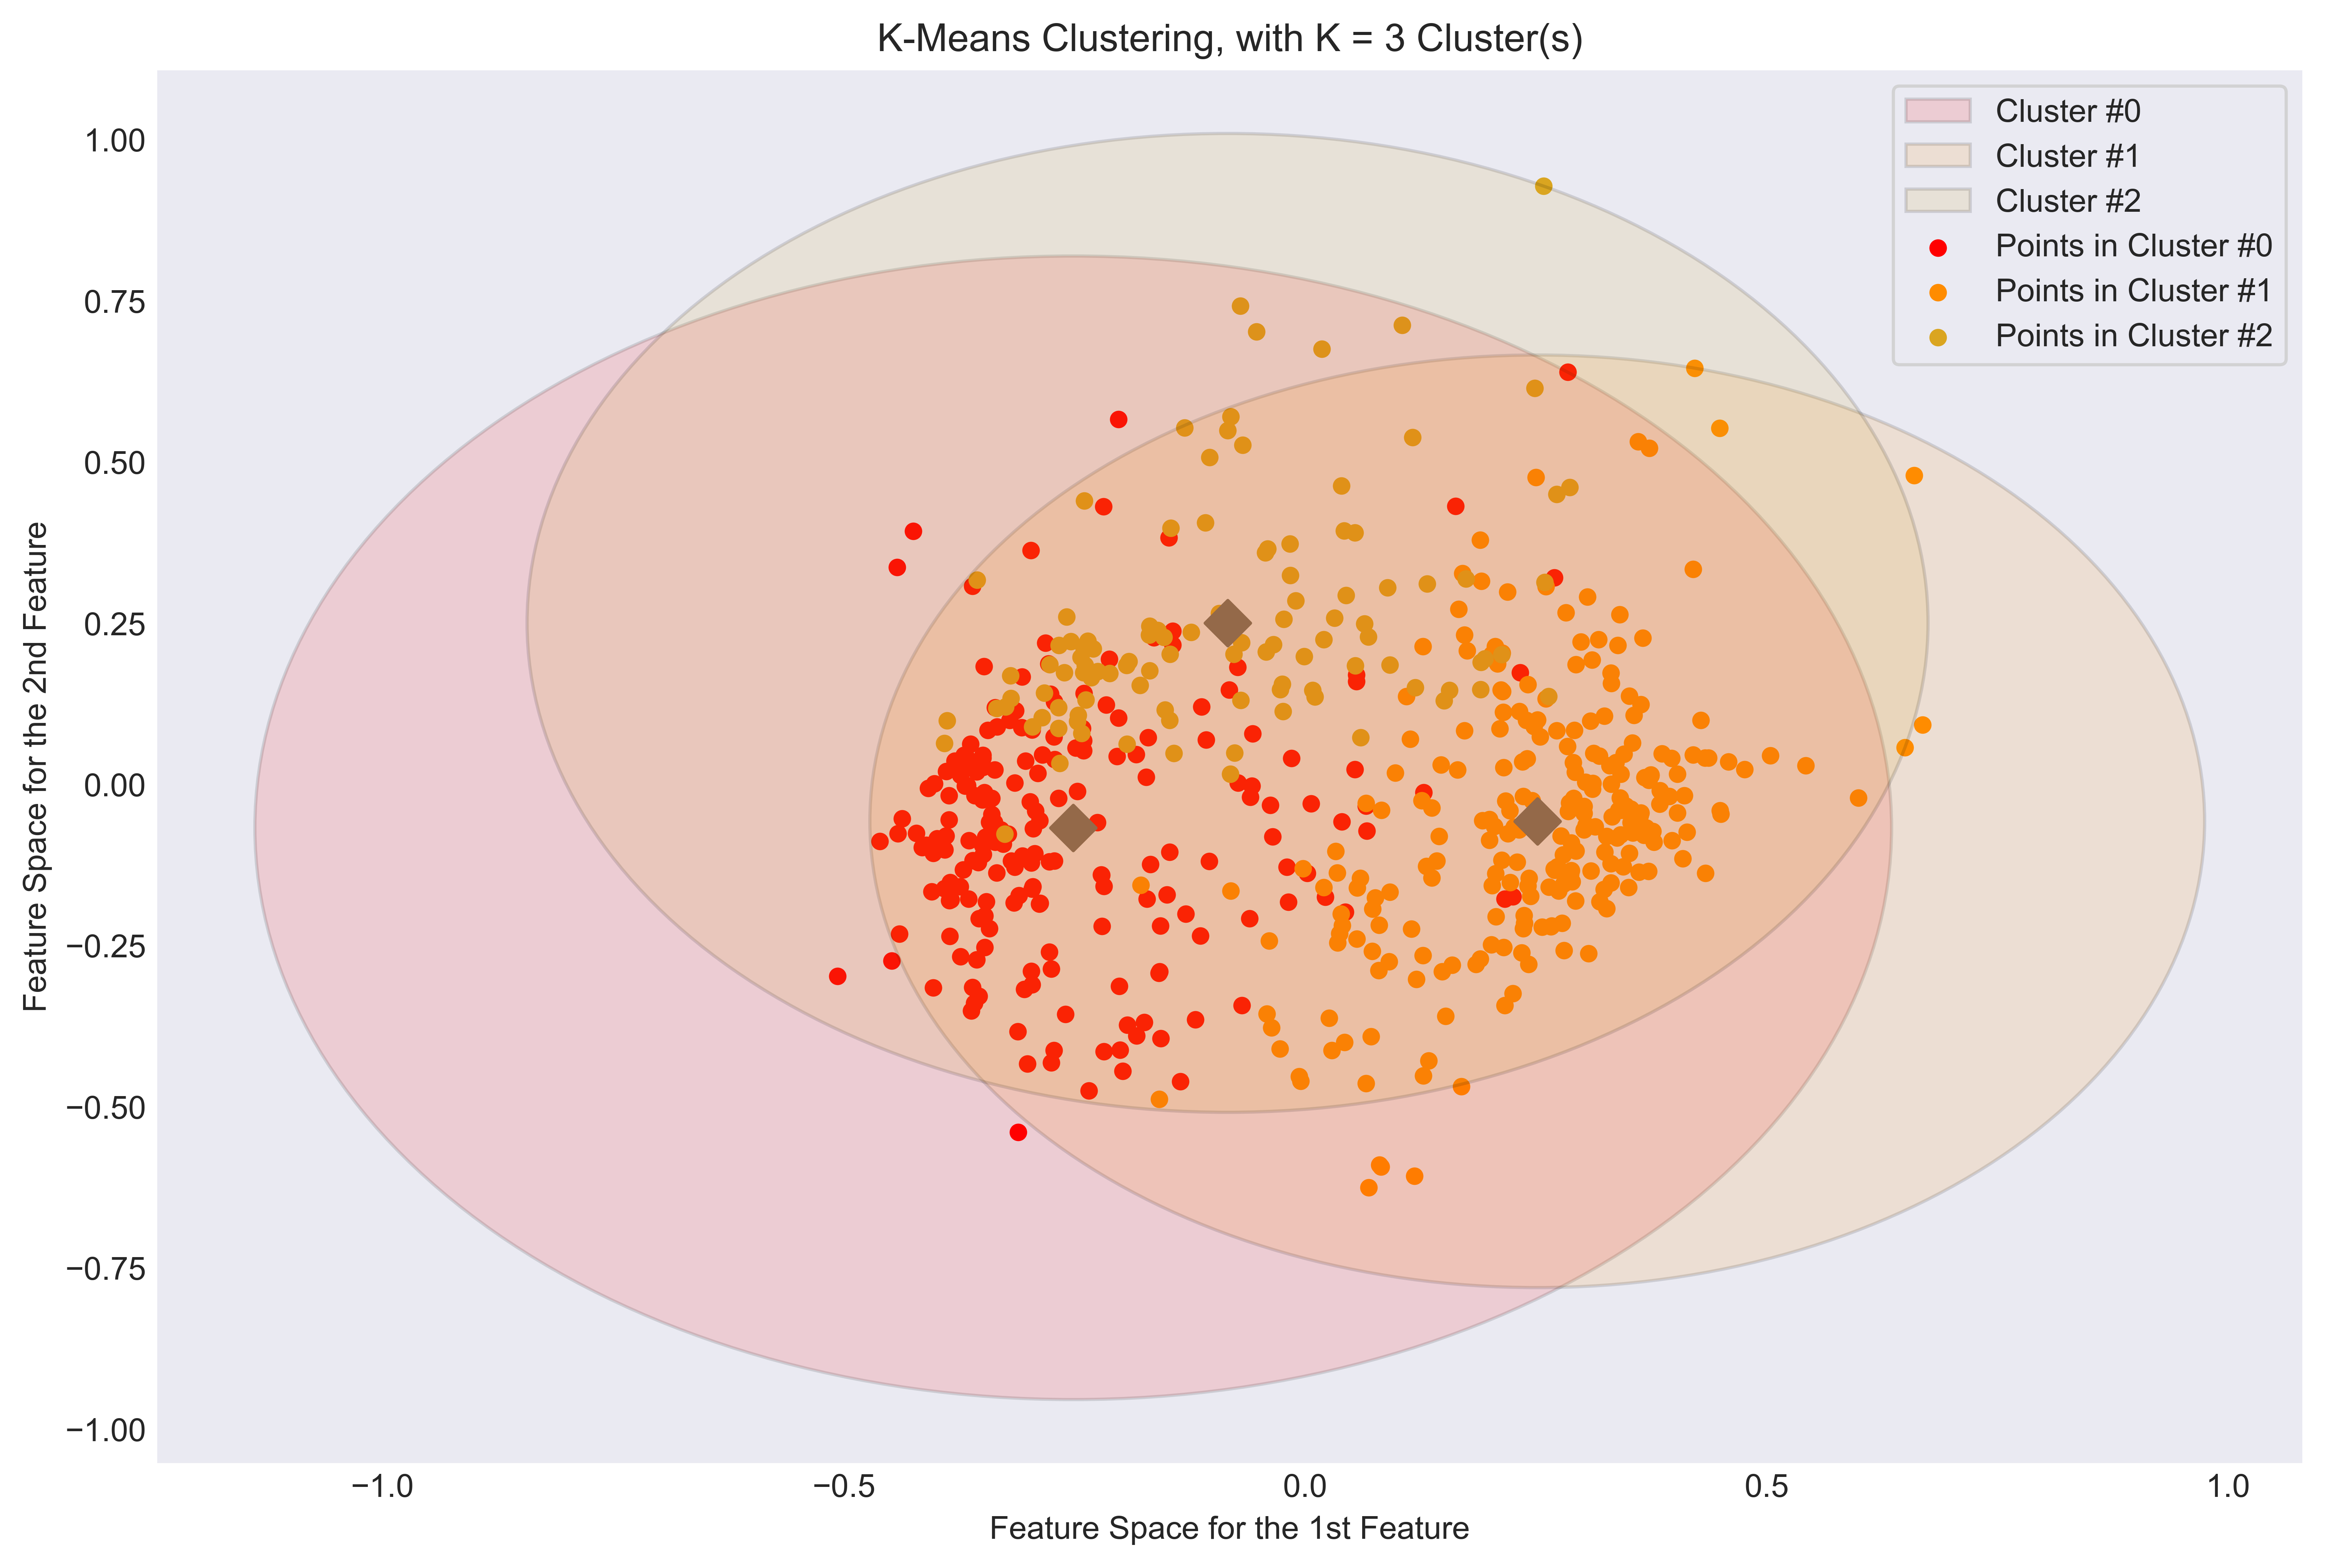 K-Means Clustering, with K = 3 Cluster(s)
Cluster #0
Cluster #1
Cluster #2
Points in Cluster #0
Points in Cluster #1
Points in Cluster #2
1.00
0.75
0.50
0.25
0.00
−0.25
−0.50
−0.75
−1.00
Feature Space for the 2nd Feature
−1.0
−0.5
0.0
0.5
1.0
Feature Space for the 1st Feature